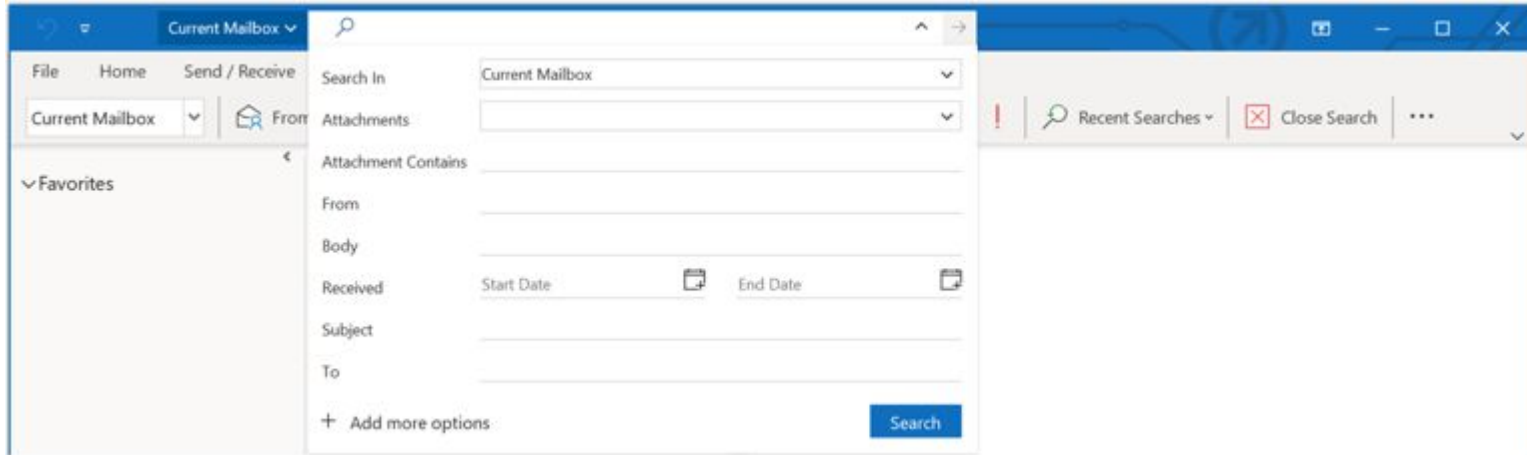 Current Mailbox
File Home Send / Receive
Current Mailbox From
Favorites
Search In Current Mailbox
Attachments
Attachment Contains
From
Body
Received Start Date End Date
Subject
To
+ Add more options Search
! Recent Searches Close Search ...